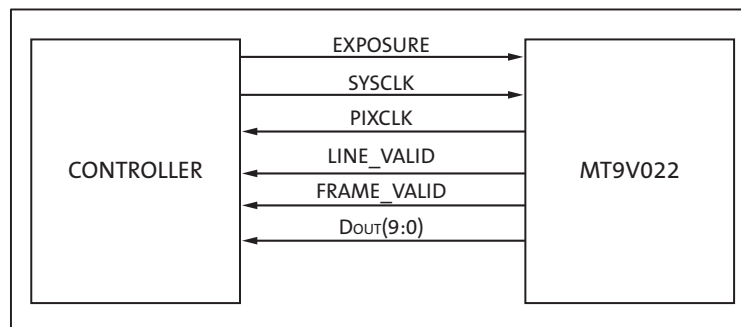 EXPOSURE
SYSCLK
PIXCLK
LINE_VALID
CONTROLLER
MT9V022
FRAME_VALID
DOUT(9:0)